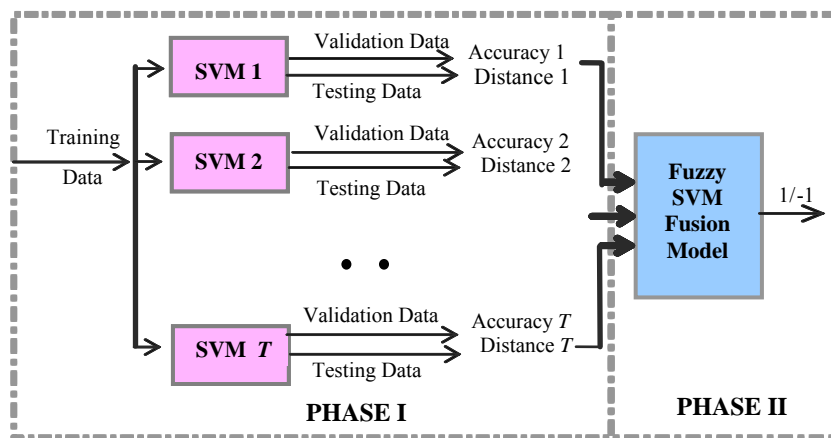 Training
Data
SVM 1
Validation Data
Testing Data
Accuracy 1
Distance 1
SVM 2
Validation Data
Testing Data
Accuracy 2
Distance 2
SVM T
Validation Data
Testing Data
Accuracy T
Distance T
PHASE I
Fuzzy
SVM
Fusion
Model
1/-1
PHASE II